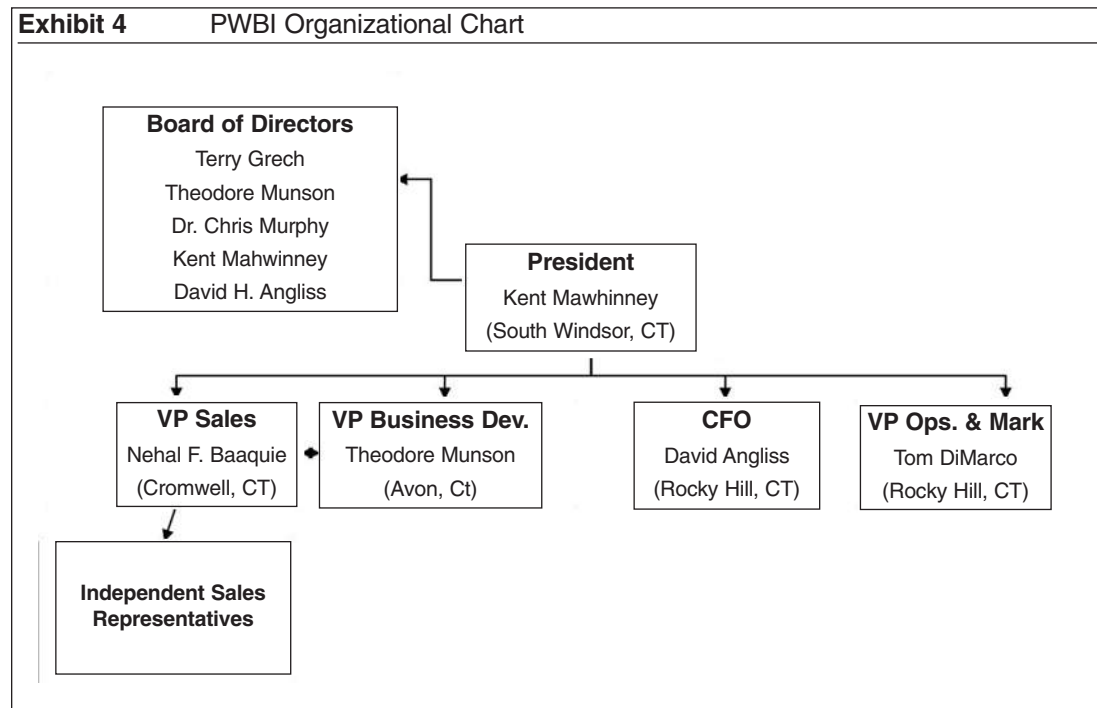 Exhibit 4 PWBI Organizational Chart
Board of Directors
Terry Grech
Theodore Munson
Dr. Chris Murphy
Kent Mahwinney
David H. Angliss
President
Kent Mawhinney
(South Windsor, CT)
VP Sales
Nehal F. Baaquie
(Cromwell, CT)
VP Business Dev.
Theodore Munson
(Avon, Ct)
CFO
David Angliss
(Rocky Hill, CT)
VP Ops. & Mark
Tom DiMarco
(Rocky Hill, CT)
Independent Sales
Representatives